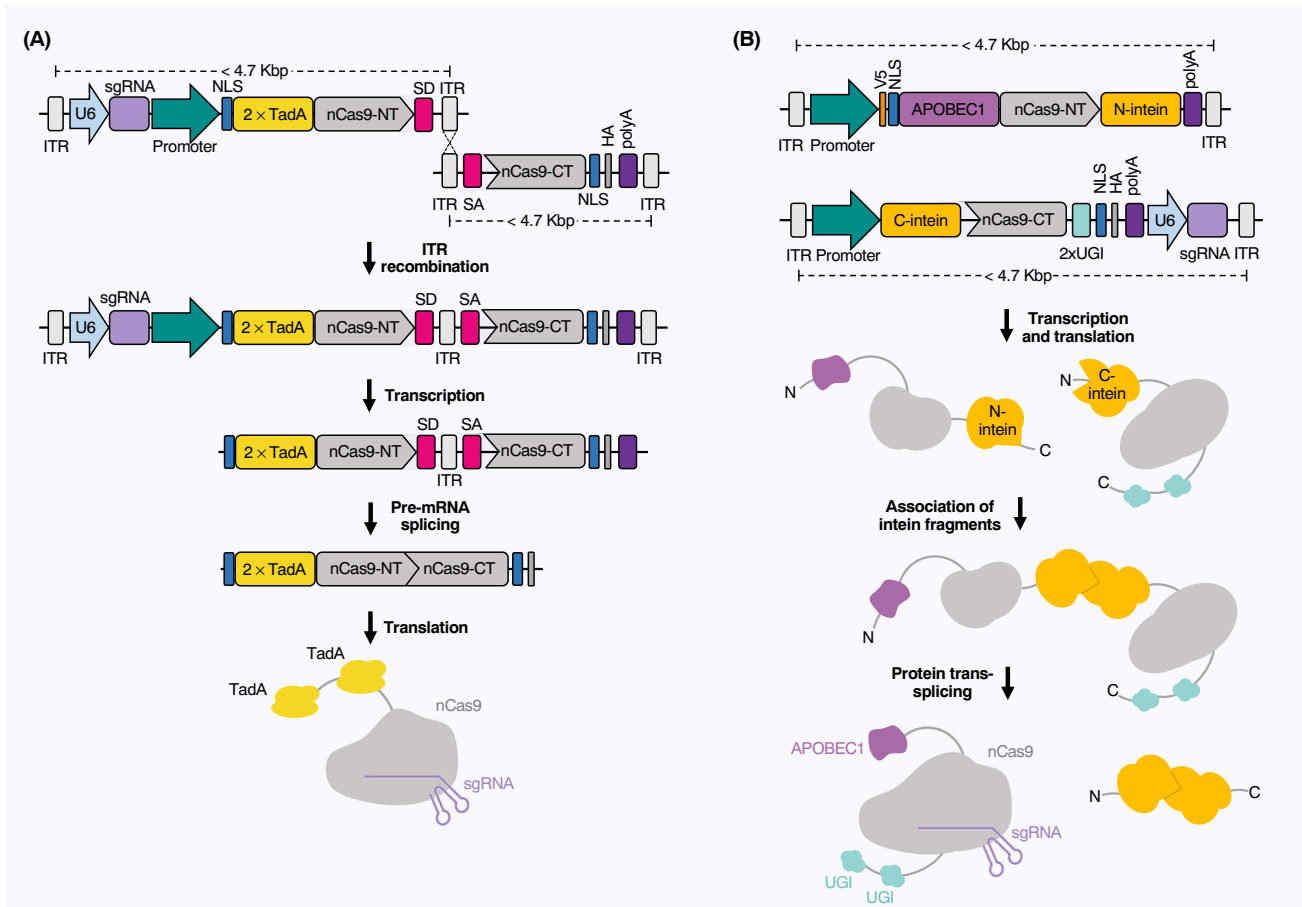 (A)
< 4.7 Kbp
sgRNA
NLS
SD
ITR
U6
2 × TadA
nCas9-NT
ITR
Promoter
HA
polyA
nCas9-CT
ITR
SA
NLS
ITR
< 4.7 Kbp
ITR
recombination
sgRNA
SD
SA
U6
2 × TadA
nCas9-NT
nCas9-CT
ITR
ITR
ITR
Transcription
SD
SA
2 × TadA
nCas9-NT
nCas9-CT
ITR
Pre-mRNA
splicing
2 × TadA
nCas9-NT
nCas9-CT
Translation
TadA
TadA
nCas9
sgRNA
(B)
< 4.7 Kbp
V5
NLS
polyA
APOBEC1
nCas9-NT
N-intein
ITR
Promoter
ITR
NLS
HA
polyA
C-intein
nCas9-CT
U6
ITR
Promoter
2xUGI
sgRNA
ITR
< 4.7 Kbp
Transcription
and translation
N
N-
intein
C
N
C-
intein
C
Association of
intein fragments
N
C
Protein trans-
splicing
APOBEC1
nCas9
sgRNA
UGI
UGI
N
C